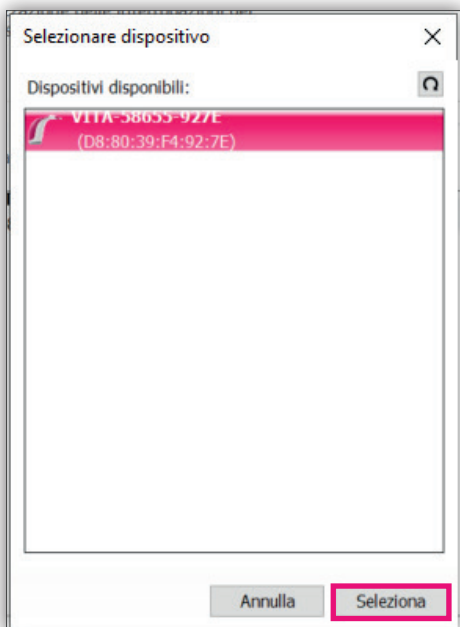 Selezionare dispositivo
Dispositivi disponibili:
VITA-58655-927E
(D8:80:39:F4:92:7E)
Annulla
Seleziona